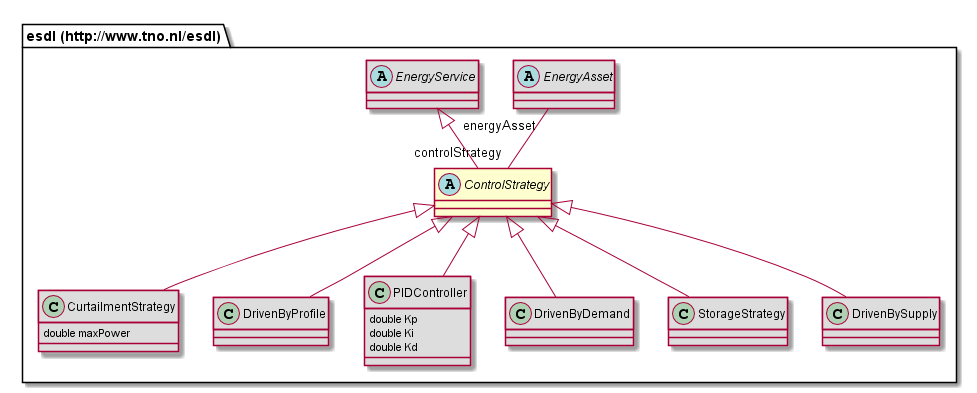 esdl (http://www.tno.nl/esdl)
A EnergyService
A EnergyAsset
energyAsset
controlStrategy
A ControlStrategy
C CurtailmentStrategy
double maxPower
C DrivenByProfile
C PIDController
double Kp
double Ki
double Kd
C DrivenByDemand
C StorageStrategy
C DrivenBySupply